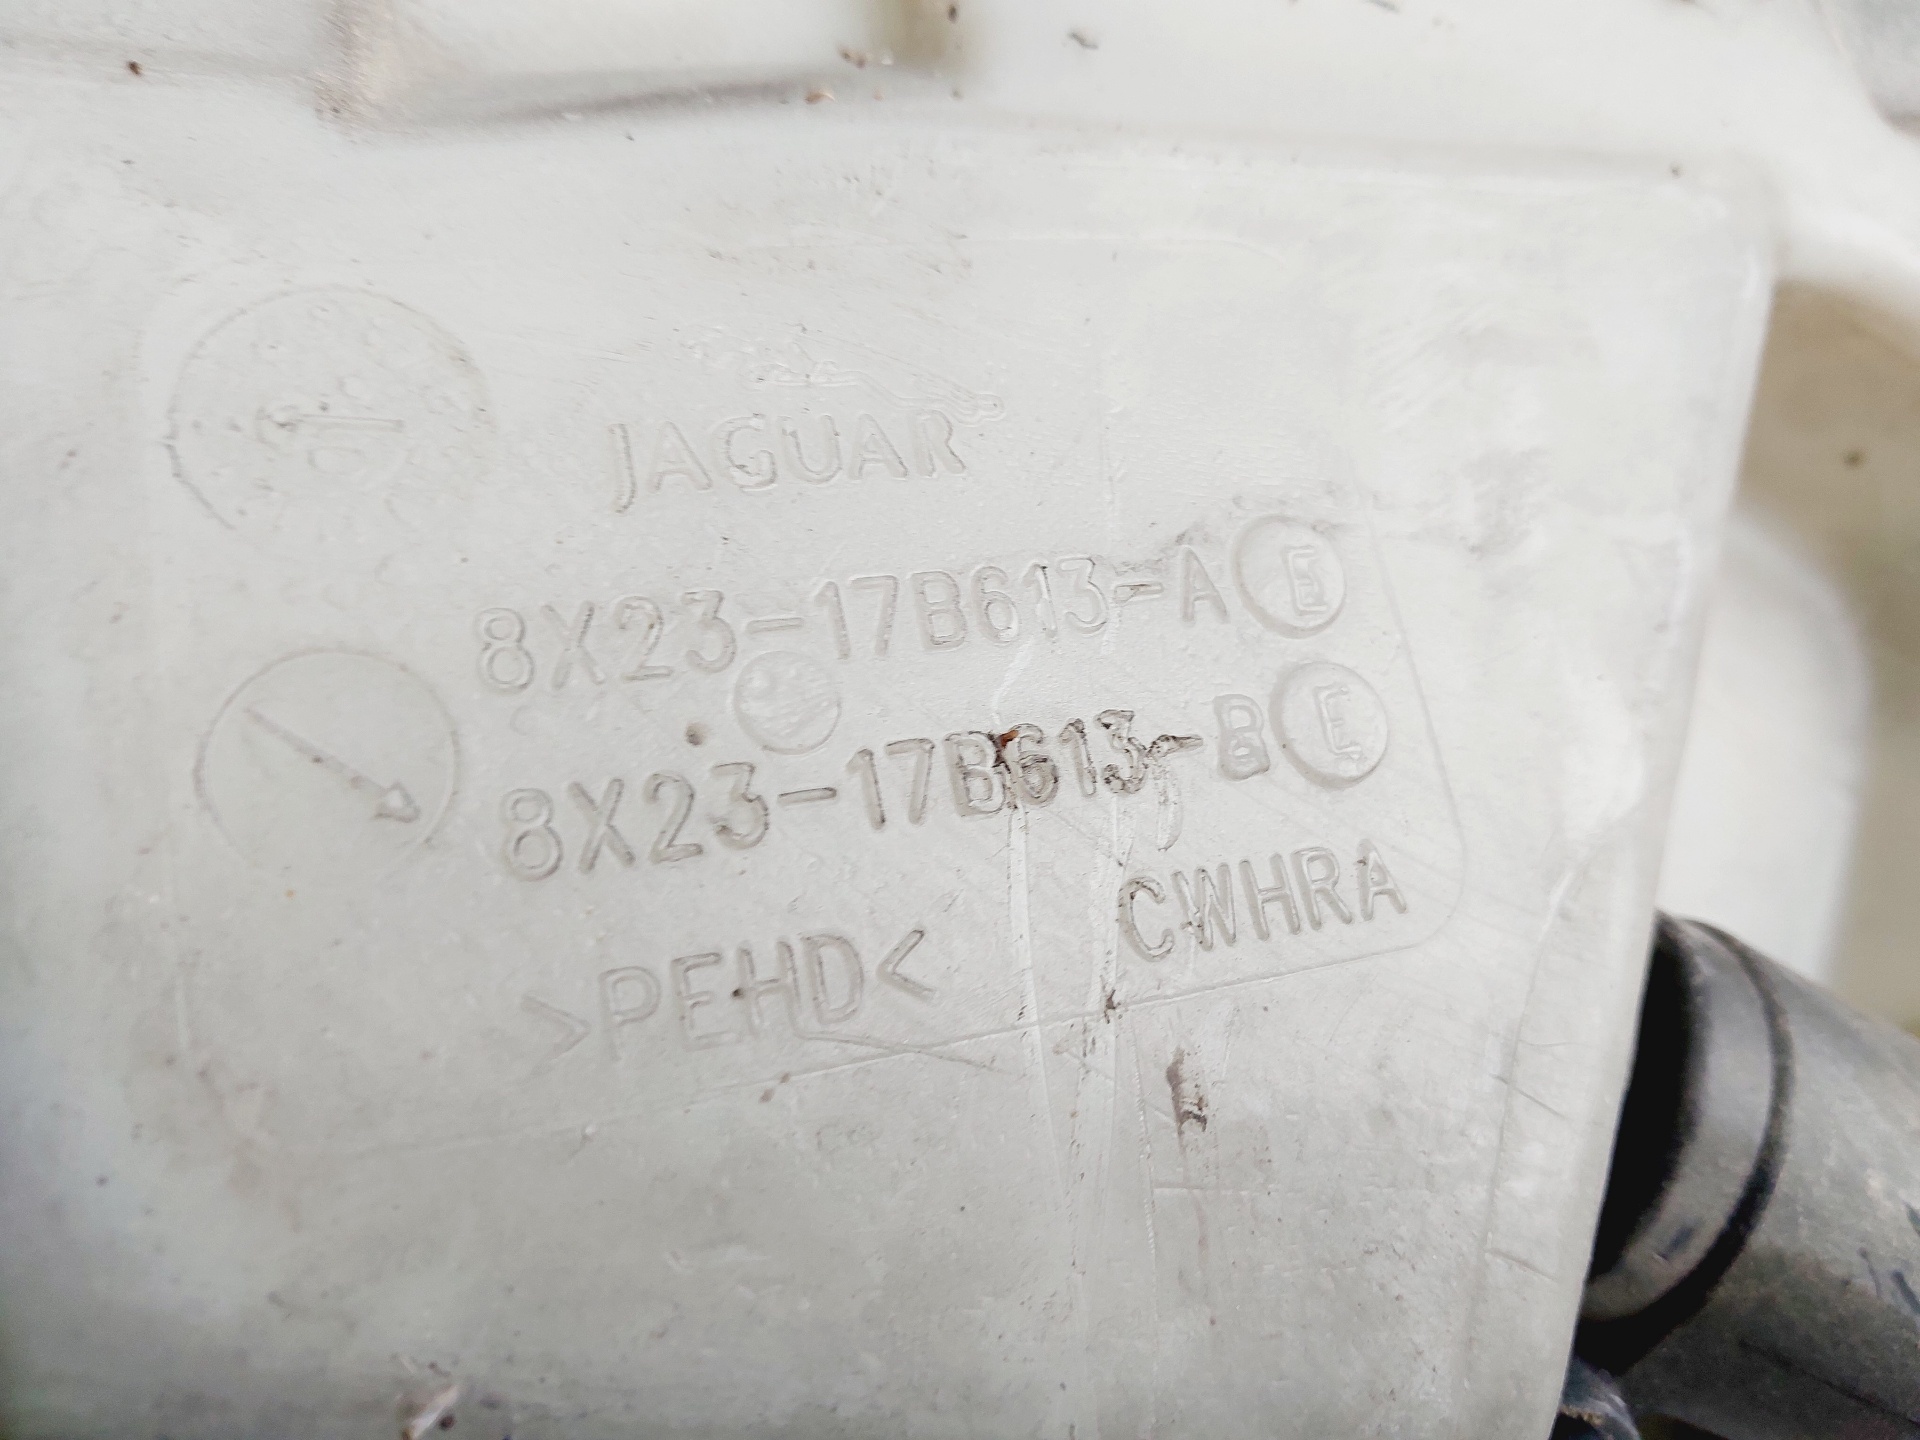 JAGUAR
8X23-17B613-A E
8X23-17B613-B E
CWHRA
>PEHD<